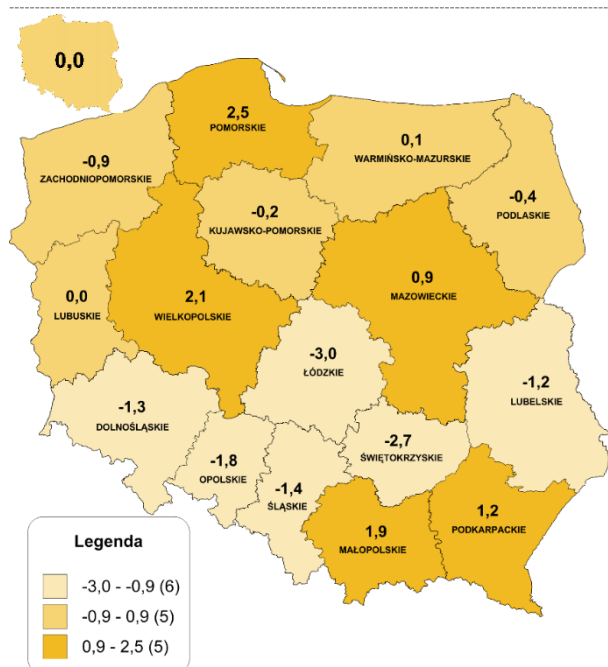 0,0
2,5
POMORSKIE
0,1
WARMIŃSKO-MAZURSKIE
-0,9
ZACHODNIOPOMORSKIE
-0,4
PODLASKIE
-0,2
KUJAWSKO-POMORSKIE
0,9
MAZOWIECKIE
0,0
LUBUSKIE
2,1
WIELKOPOLSKIE
-3,0
ŁÓDZKIE
-1,2
LUBELSKIE
-1,3
DOLNOŚLĄSKIE
-2,7
ŚWIĘTOKRZYSKIE
-1,8
OPOLSKIE
-1,4
ŚLĄSKIE
1,9
MAŁOPOLSKIE
1,2
PODKARPACKIE
Legenda
-3,0 - -0,9 (6)
-0,9 - 0,9 (5)
0,9 - 2,5 (5)